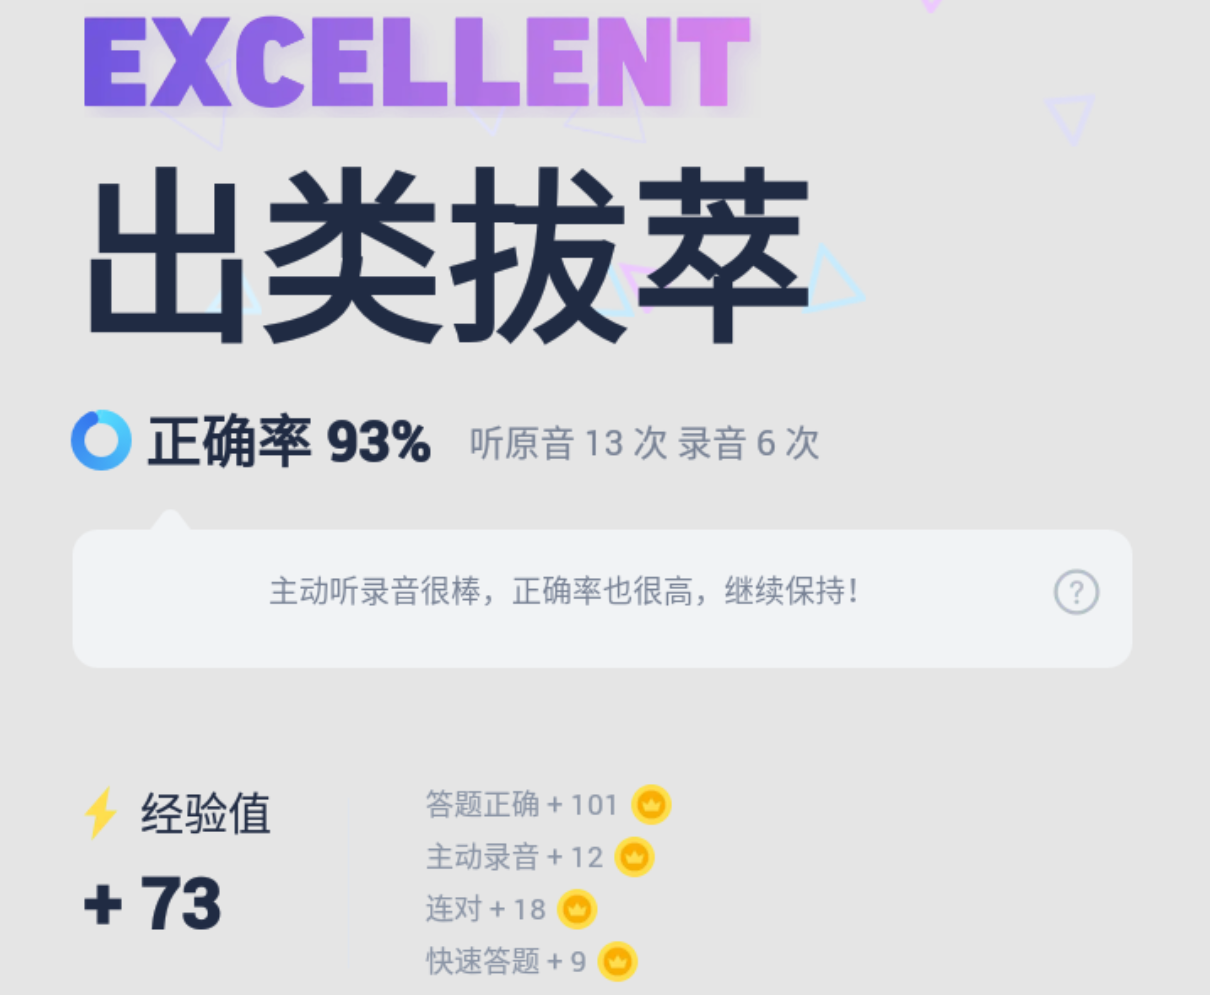 EXCELLENT
出类拔萃
正确率 93% 听原音 13 次 录音 6 次
主动听录音很棒，正确率也很高，继续保持！
?
经验值
+ 73
答题正确 + 101
主动录音 + 12
连对 + 18
快速答题 + 9